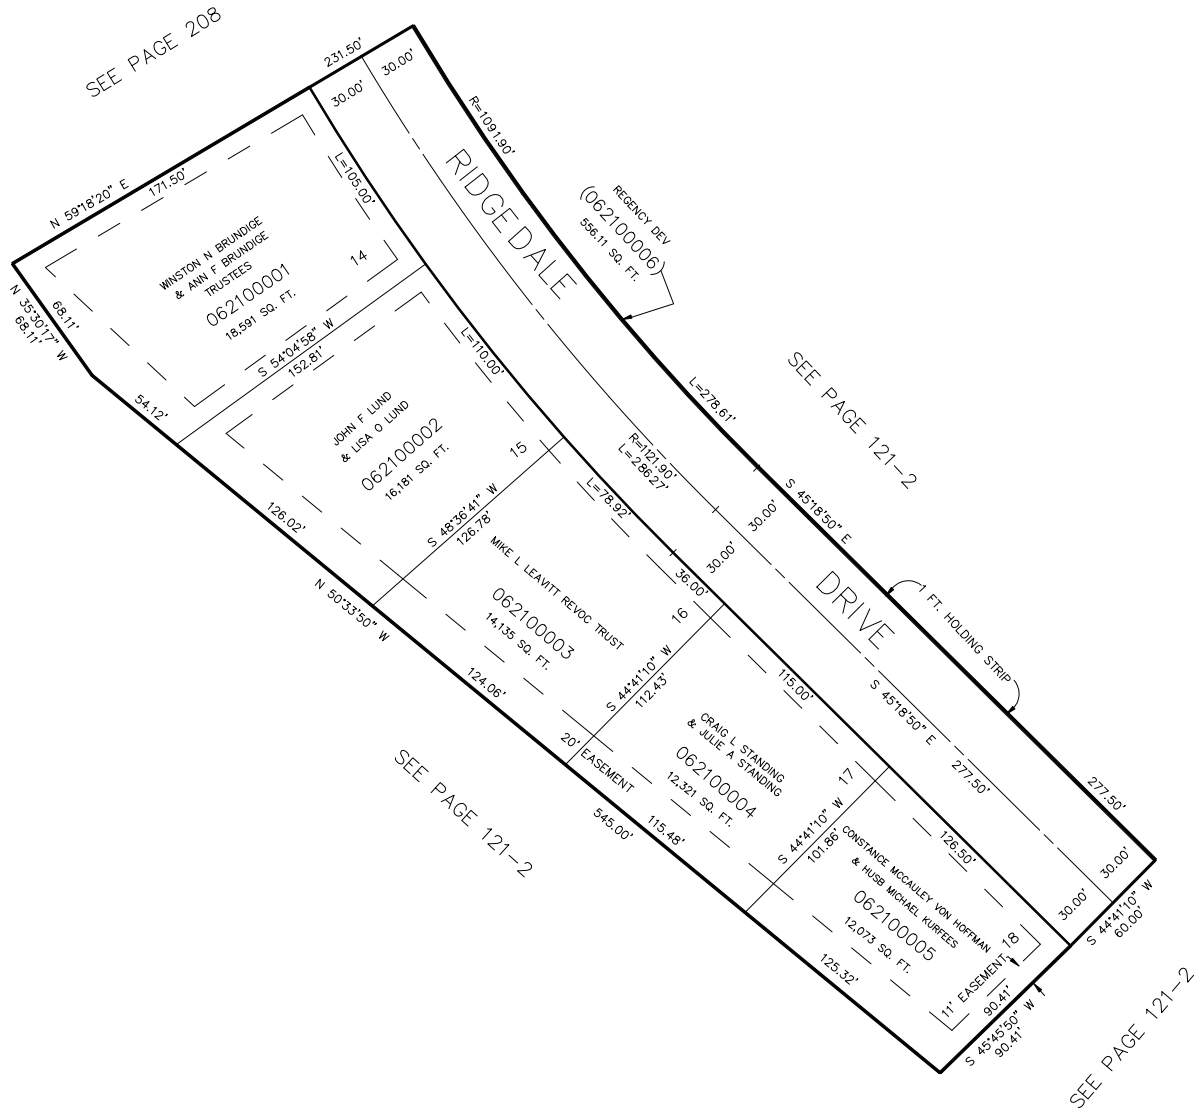 SEE PAGE 208
231.50'
30.00'
30.00'
R=1091.90'
N 59°18'20" E
171.50'
L=105.00'
RIDGEDALE
REGENCY DEV
(062100006)
556.11 SQ. FT.
WINSTON N BRUNDIGE
& ANN F BRUNDIGE
TRUSTEES
062100001
18,591 SQ. FT.
14
N 35°30'17" W
68.11'
68.11'
S 54°04'58" W
152.81'
54.12'
L=110.00'
L=278.61'
SEE PAGE 121-2
JOHN F LUND
& LISA O LUND
062100002
16,181 SQ. FT.
15
R=1121.90'
L=286.27'
L=78.92'
S 45°18'50" E
30.00'
30.00'
126.02'
S 48°36'41" W
126.78'
N 50°33'50" W
MIKE L LEAVITT REVOC TRUST
062100003
14,135 SQ. FT.
16
36.00'
DRIVE
1 FT. HOLDING STRIP
S 44°41'10" W
112.43'
124.06'
115.00'
S 45°18'50" E
277.50'
277.50'
20' EASEMENT
CRAIG L STANDING
& JULIE A STANDING
062100004
12,321 SQ. FT.
17
SEE PAGE 121-2
545.00'
115.48'
S 44°41'10" W
101.86'
126.50'
CONSTANCE MCCAULEY VON HOFFMAN
& HUSB MICHAEL KURFEES
062100005
12,073 SQ. FT.
18
30.00'
30.00'
S 44°41'10" W
60.00'
125.32'
11' EASEMENT
90.41'
S 45°45'50" W
90.41'
SEE PAGE 121-2